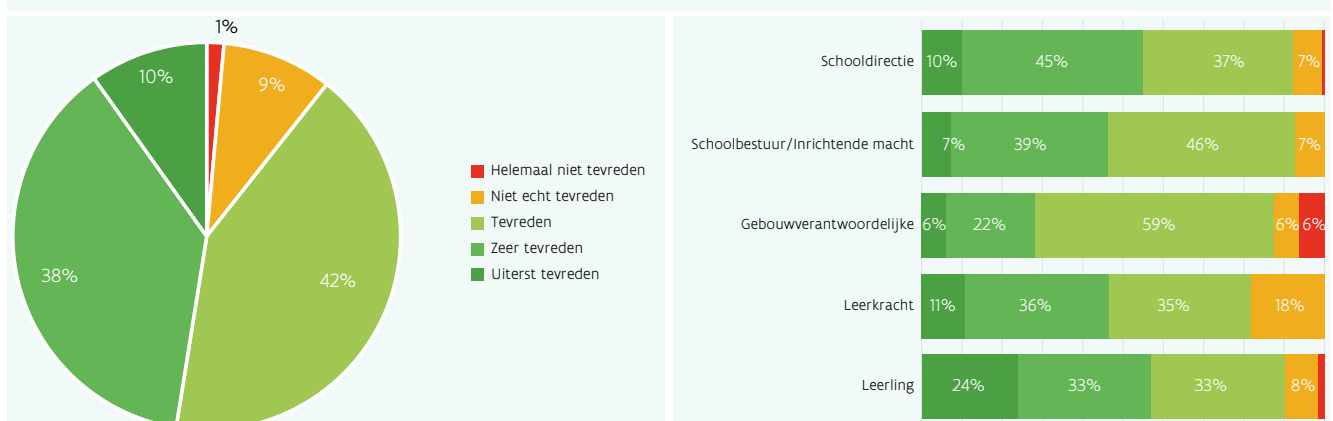 1%
10%
9%
38%
42%
Helemaal niet tevreden
Niet echt tevreden
Tevreden
Zeer tevreden
Uiterst tevreden
Schooldirectie 10% 45% 37% 7%
Schoolbestuur/Inrichtende macht 7% 39% 46% 7%
Gebouwverantwoordelijke 6% 22% 59% 6% 6%
Leerkracht 11% 36% 35% 18%
Leerling 24% 33% 33% 8%